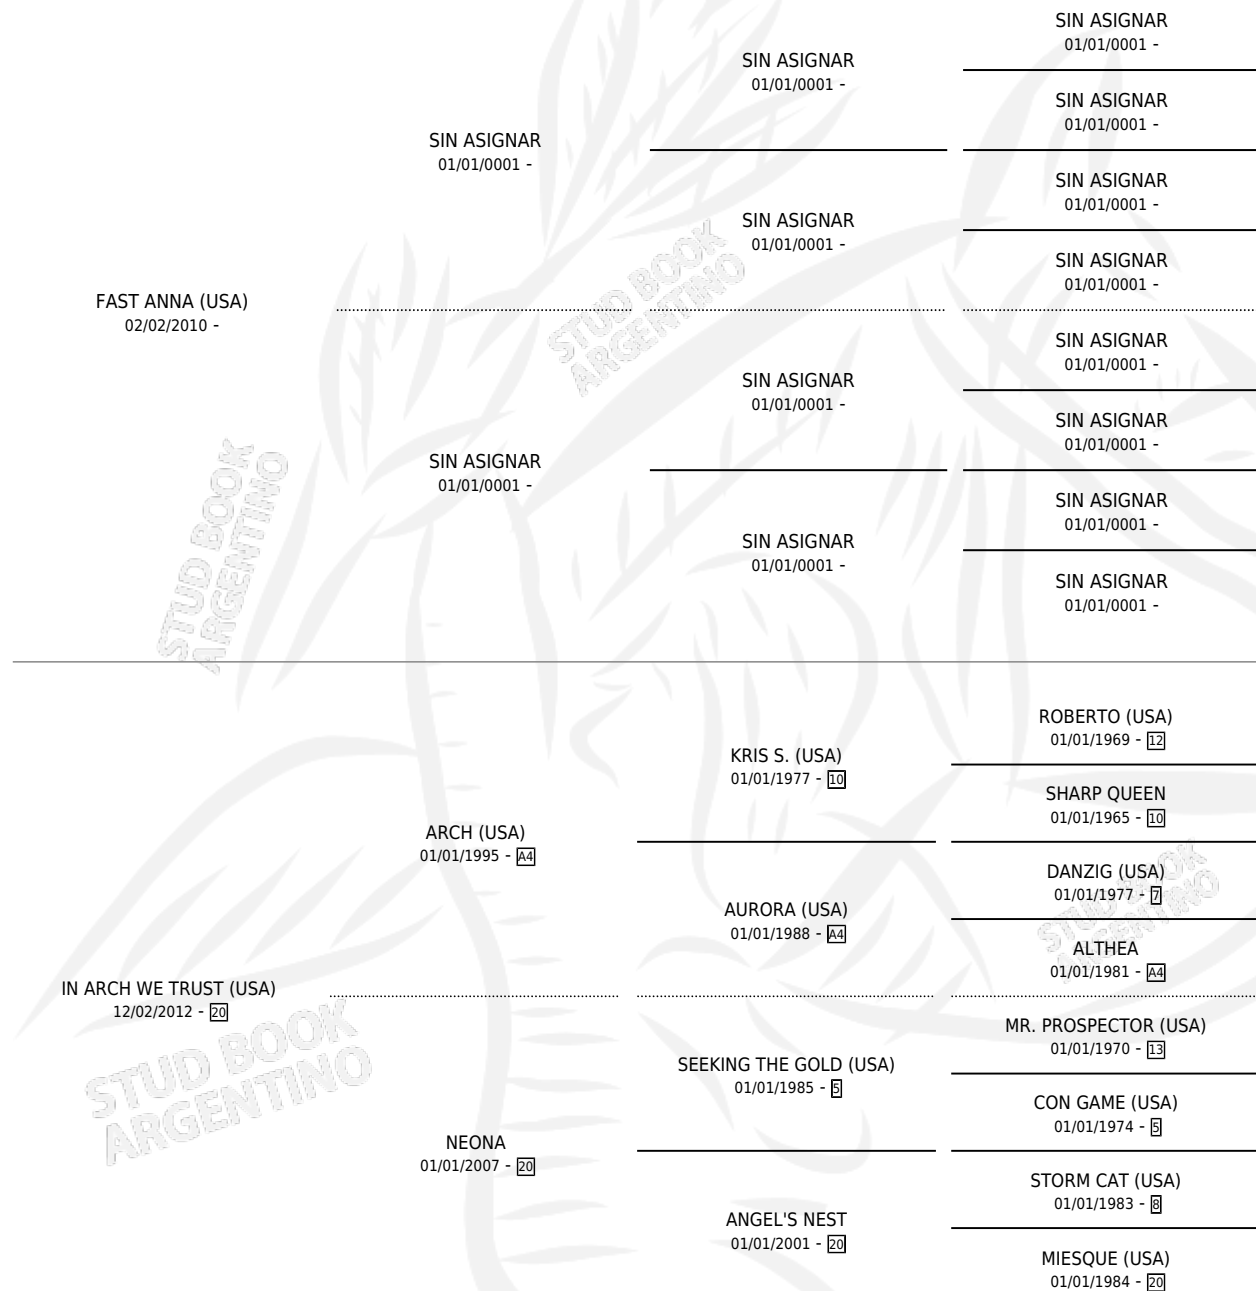 FAST ANNA (USA)
02/02/2010 -
SIN ASIGNAR
01/01/0001 -
SIN ASIGNAR
01/01/0001 -
SIN ASIGNAR
01/01/0001 -
SIN ASIGNAR
01/01/0001 -
SIN ASIGNAR
01/01/0001 -
SIN ASIGNAR
01/01/0001 -
SIN ASIGNAR
01/01/0001 -
SIN ASIGNAR
01/01/0001 -
SIN ASIGNAR
01/01/0001 -
SIN ASIGNAR
01/01/0001 -
SIN ASIGNAR
01/01/0001 -
SIN ASIGNAR
01/01/0001 -
SIN ASIGNAR
01/01/0001 -
SIN ASIGNAR
01/01/0001 -
STUD BOOK
ARGENTINO
STUD BOOK
ARGENTINO
IN ARCH WE TRUST (USA)
12/02/2012 - 20
ARCH (USA)
01/01/1995 - A4
KRIS S. (USA)
01/01/1977 - 10
ROBERTO (USA)
01/01/1969 - 12
SHARP QUEEN
01/01/1965 - 10
AURORA (USA)
01/01/1988 - A4
DANZIG (USA)
01/01/1977 - 7
ALTHEA
01/01/1981 - A4
NEONA
01/01/2007 - 20
SEEKING THE GOLD (USA)
01/01/1985 - 5
MR. PROSPECTOR (USA)
01/01/1970 - 13
CON GAME (USA)
01/01/1974 - 5
ANGEL'S NEST
01/01/2001 - 20
STORM CAT (USA)
01/01/1983 - 8
MIESQUE (USA)
01/01/1984 - 20
STUD BOOK
ARGENTINO
STUD BOOK
ARGENTINO